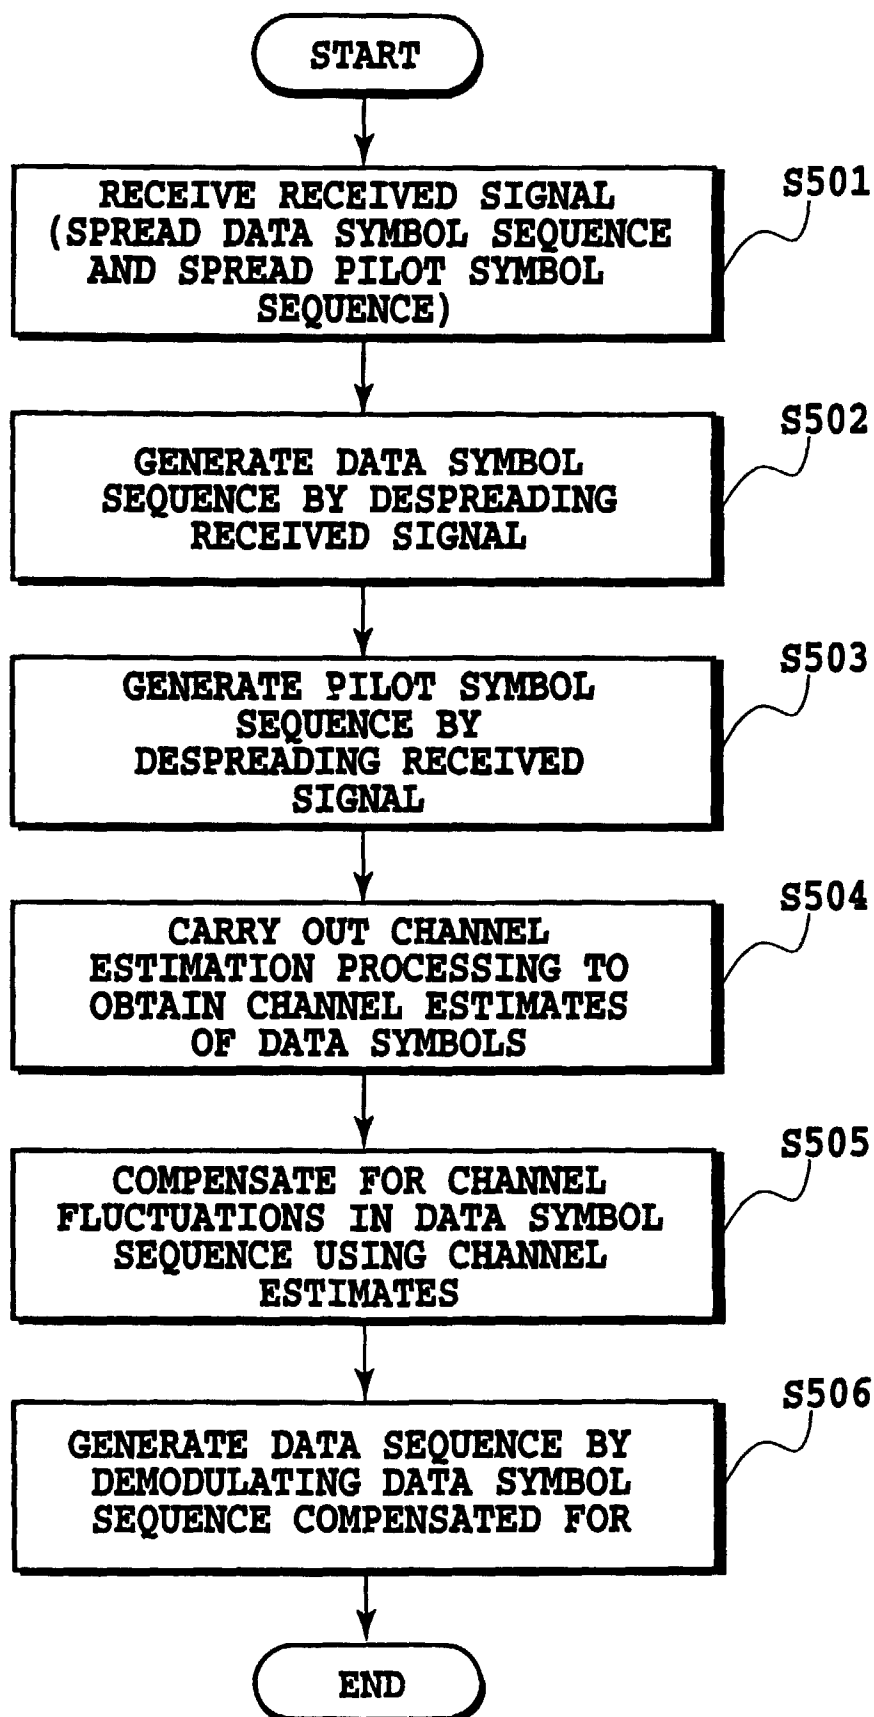 START
RECEIVE RECEIVED SIGNAL
(SPREAD DATA SYMBOL SEQUENCE
AND SPREAD PILOT SYMBOL
SEQUENCE)
S501
GENERATE DATA SYMBOL
SEQUENCE BY DESPREADING
RECEIVED SIGNAL
S502
GENERATE PILOT SYMBOL
SEQUENCE BY
DESPREADING RECEIVED
SIGNAL
S503
CARRY OUT CHANNEL
ESTIMATION PROCESSING TO
OBTAIN CHANNEL ESTIMATES
OF DATA SYMBOLS
S504
COMPENSATE FOR CHANNEL
FLUCTUATIONS IN DATA SYMBOL
SEQUENCE USING CHANNEL
ESTIMATES
S505
GENERATE DATA SEQUENCE BY
DEMODULATING DATA SYMBOL
SEQUENCE COMPENSATED FOR
S506
END